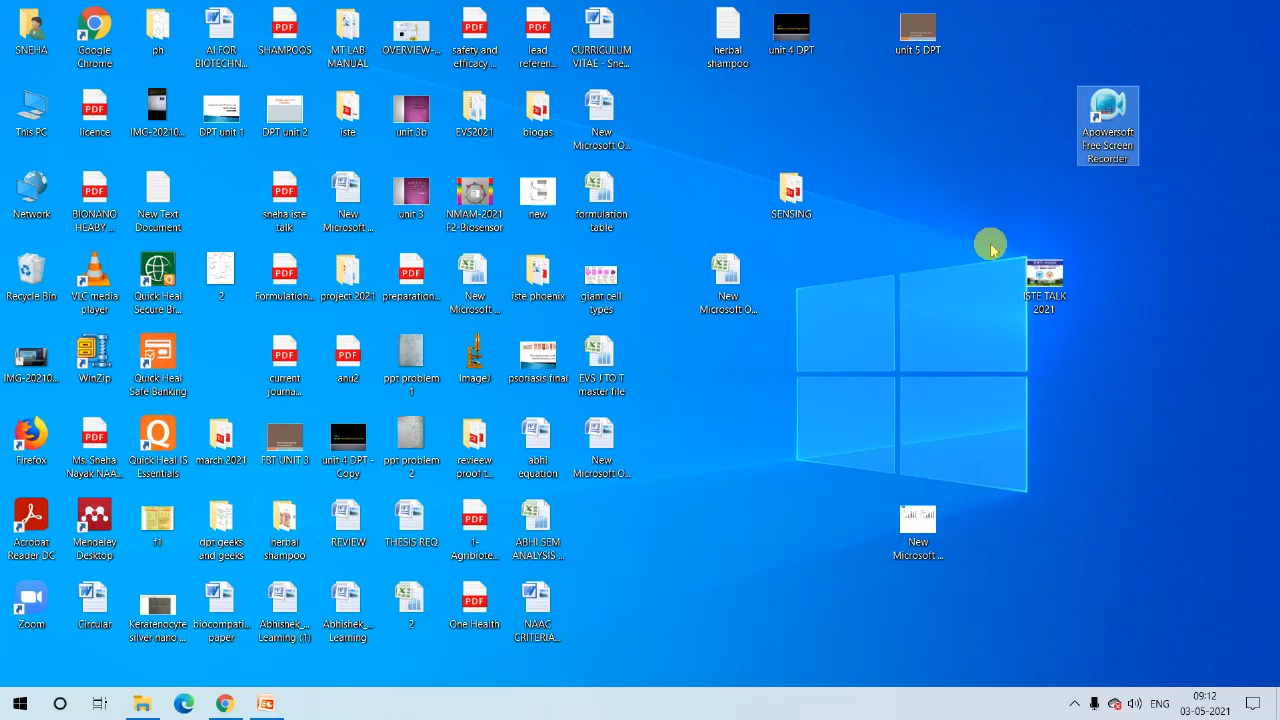 SNEHA
Google
Chrome
ph
AI FOR
BIOTECHN...
SHAMPOOS
MT LAB
MANUAL
OVERVIEW-...
safety and
efficacy ...
lead
referen...
CURRICULUM
VITAE - Sne...
herbal
shampoo
unit 4 DPT
unit 5 DPT
This PC
licence
IMG-20210...
DPT unit 1
DPT unit 2
iste
unit 3b
EVS2021
biogas
New
Microsoft O...
Apowersoft
Free Screen
Recorder
Network
BIONANO
HEABY ...
New Text
Document
sneha iste
talk
New
Microsoft ...
unit 3
NMAM-2021
F2-Biosensor
new
formulation
table
SENSING
Recycle Bin
VLC media
player
Quick Heal
Secure Br...
2
Formulation...
project 2021
preparation...
New
Microsoft ...
iste phoenix
giant cell
types
New
Microsoft O...
ISTE TALK
2021
IMG-20210...
WinZip
Quick Heal
Safe Banking
current
journa...
anu2
ppt problem
1
ImageJ
psoriasis final
EVS J TO T
master file
Firefox
Ms. Sneha
Nayak NAA...
Quick Heal IS
Essentials
march 2021
FBT UNIT 3
unit 4 DPT -
Copy
ppt problem
2
revieew
proof t...
abhi
equation
New
Microsoft O...
Acrobat
Reader DC
Mendeley
Desktop
f1
dpt geeks
and geeks
herbal
shampoo
REVIEW
THESIS REQ
1-
Agribiote...
ABHI SEM
ANALYSIS ...
New
Microsoft ...
Zoom
Circular
Keratenocyte
silver nano ...
biocompati...
paper
Abhishek_...
Learning (1)
Abhishek_...
Learning
2
One Health
NAAC
CRITERIA...
ENG
09:12
03-05-2021